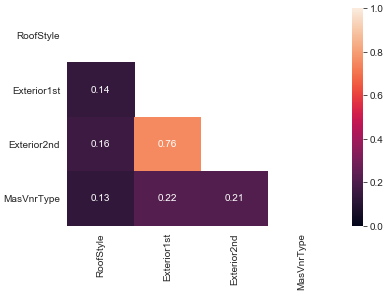 RoofStyle
Exterior1st
Exterior2nd
MasVnrType
0.14
0.16 0.76
0.13 0.22 0.21
RoofStyle
Exterior1st
Exterior2nd
MasVnrType
1.0
0.8
0.6
0.4
0.2
0.0